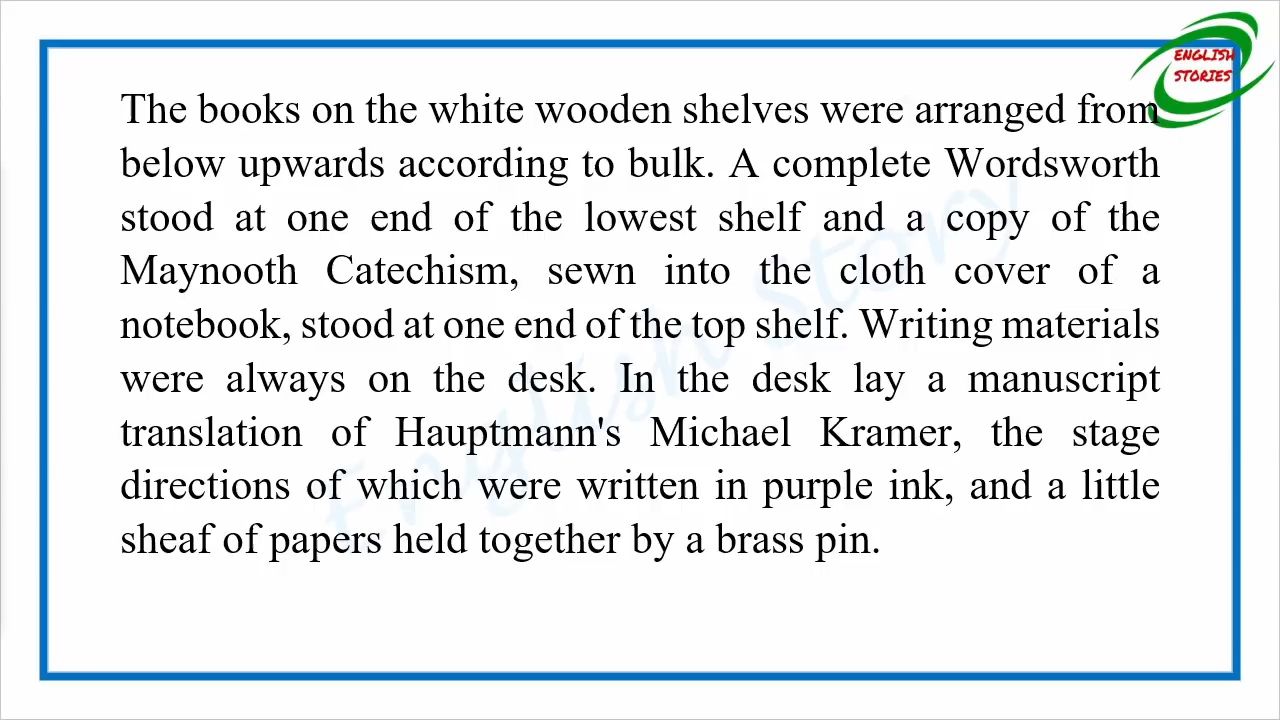 ENGLISH
STORIES
The books on the white wooden shelves were arranged from
below upwards according to bulk. A complete Wordsworth
stood at one end of the lowest shelf and a copy of the
Maynooth Catechism, sewn into the cloth cover of a
notebook, stood at one end of the top shelf. Writing materials
were always on the desk. In the desk lay a manuscript
translation of Hauptmann's Michael Kramer, the stage
directions of which were written in purple ink, and a little
sheaf of papers held together by a brass pin.
English Story